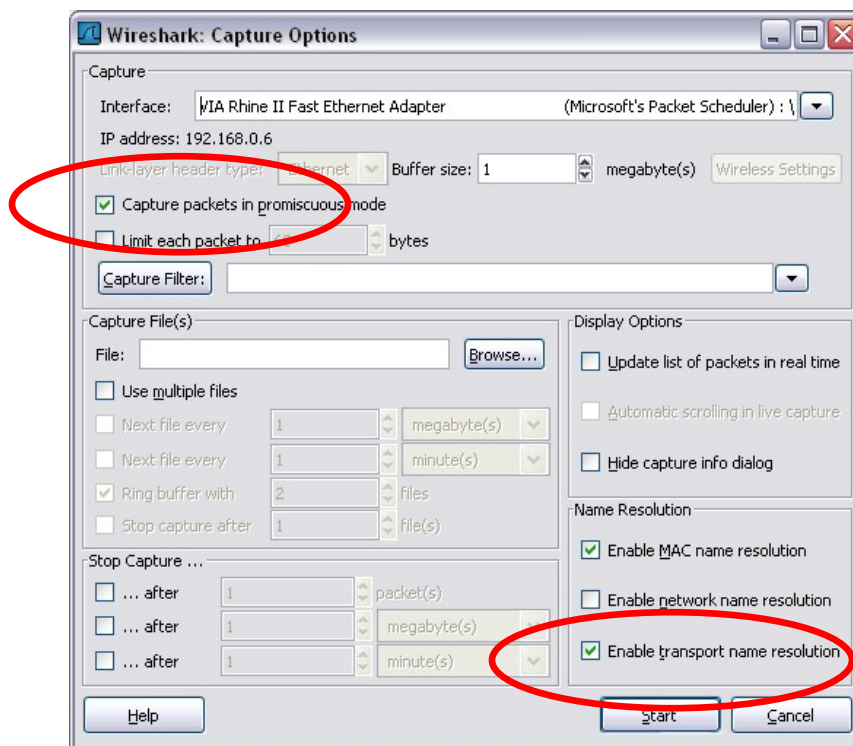 Wireshark: Capture Options
Capture
Interface: VIA Rhine II Fast Ethernet Adapter (Microsoft's Packet Scheduler) : \
IP address: 192.168.0.6
Link-layer header type: Ethernet Buffer size: 1 megabyte(s) Wireless Settings
Capture packets in promiscuous mode
Limit each packet to 68 bytes
Capture Filter:
Capture File(s)
File: Browse...
Use multiple files
Next file every 1 megabyte(s)
Next file every 1 minute(s)
Ring buffer with 2 files
Stop capture after 1 file(s)
Stop Capture ...
... after 1 packet(s)
... after 1 megabyte(s)
... after 1 minute(s)
Display Options
Update list of packets in real time
Automatic scrolling in live capture
Hide capture info dialog
Name Resolution
Enable MAC name resolution
Enable network name resolution
Enable transport name resolution
Help Start Cancel